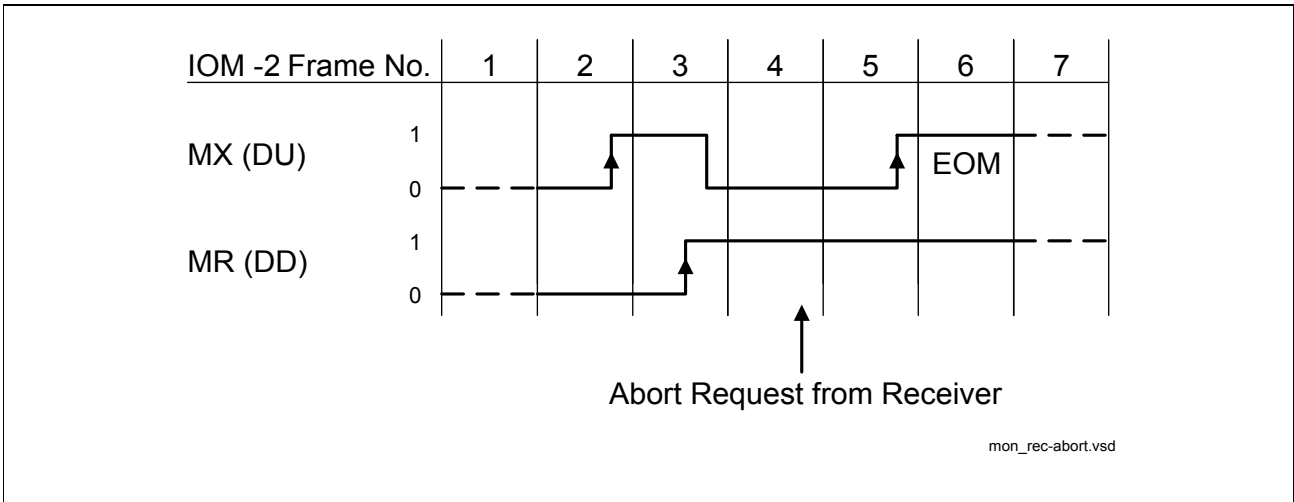 IOM -2 Frame No. 1 2 3 4 5 6 7
1
MX (DU) EOM
0
1
MR (DD)
0
Abort Request from Receiver
mon_rec-abort.vsd